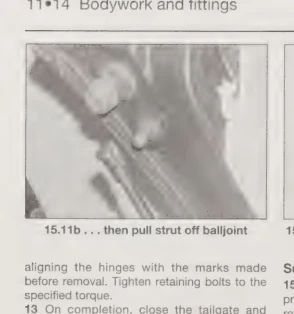 11•14 Bodywork and fittings
15.11b . . . then pull strut off balljoint
aligning the hinges with the marks made
before removal. Tighten retaining bolts to the
specified torque.
13 On completion, close the tailgate and